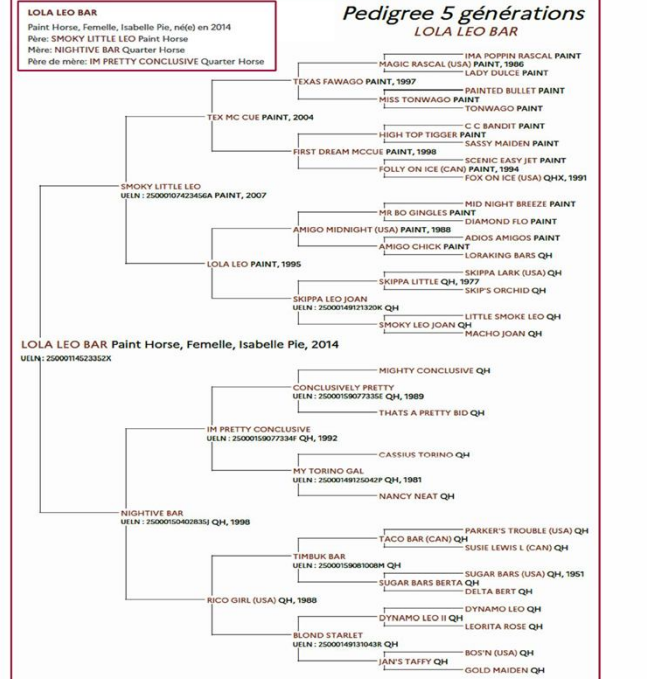 LOLA LEO BAR
Paint Horse, Femelle, Isabelle Pie, né(e) en 2014
Père: SMOKY LITTLE LEO Paint Horse
Mère: NIGHTIVE BAR Quarter Horse
Père de mère: IM PRETTY CONCLUSIVE Quarter Horse
Pedigree 5 générations
LOLA LEO BAR
IMA POPPIN RASCAL PAINT
MAGIC RASCAL (USA) PAINT, 1986
LADY DULCE PAINT
TEXAS FAWAGO PAINT, 1997
PAINTED BULLET PAINT
MISS TONWAGO PAINT
TONWAGO PAINT
TEX MC CUE PAINT, 2004
C C BANDIT PAINT
HIGH TOP TIGGER PAINT
SASSY MAIDEN PAINT
FIRST DREAM MCCUE PAINT, 1998
SCENIC EASY JET PAINT
FOLLY ON ICE (CAN) PAINT, 1994
FOX ON ICE (USA) QHX, 1991
SMOKY LITTLE LEO
UELN : 25000107423456A PAINT, 2007
MID NIGHT BREEZE PAINT
MR BO GINGLES PAINT
DIAMOND FLO PAINT
AMIGO MIDNIGHT (USA) PAINT, 1988
ADIOS AMIGOS PAINT
AMIGO CHICK PAINT
LORAKING BARS QH
LOLA LEO PAINT, 1995
SKIPPA LARK (USA) QH
SKIPPA LITTLE QH, 1977
SKIP'S ORCHID QH
SKIPPA LEO JOAN
UELN : 25000149121320K QH
LITTLE SMOKE LEO QH
SMOKY LEO JOAN QH
MACHO JOAN QH
LOLA LEO BAR Paint Horse, Femelle, Isabelle Pie, 2014
UELN : 25000114523352X
MIGHTY CONCLUSIVE QH
CONCLUSIVELY PRETTY
UELN : 25000159077335E QH, 1989
THATS A PRETTY BID QH
IM PRETTY CONCLUSIVE
UELN : 25000159077334F QH, 1992
CASSIUS TORINO QH
MY TORINO GAL
UELN : 25000149125042P QH, 1981
NANCY NEAT QH
NIGHTIVE BAR
UELN : 25000150402835J QH, 1998
PARKER'S TROUBLE (USA) QH
TACO BAR (CAN) QH
SUSIE LEWIS L (CAN) QH
TIMBUK BAR
UELN : 25000159081008M QH
SUGAR BARS (USA) QH, 1951
SUGAR BARS BERTA QH
DELTA BERT QH
RICO GIRL (USA) QH, 1988
DYNAMO LEO QH
DYNAMO LEO II QH
LEORITA ROSE QH
BLOND STARLET
UELN : 25000149131043R QH
BOS'N (USA) QH
JAN'S TAFFY QH
GOLD MAIDEN QH